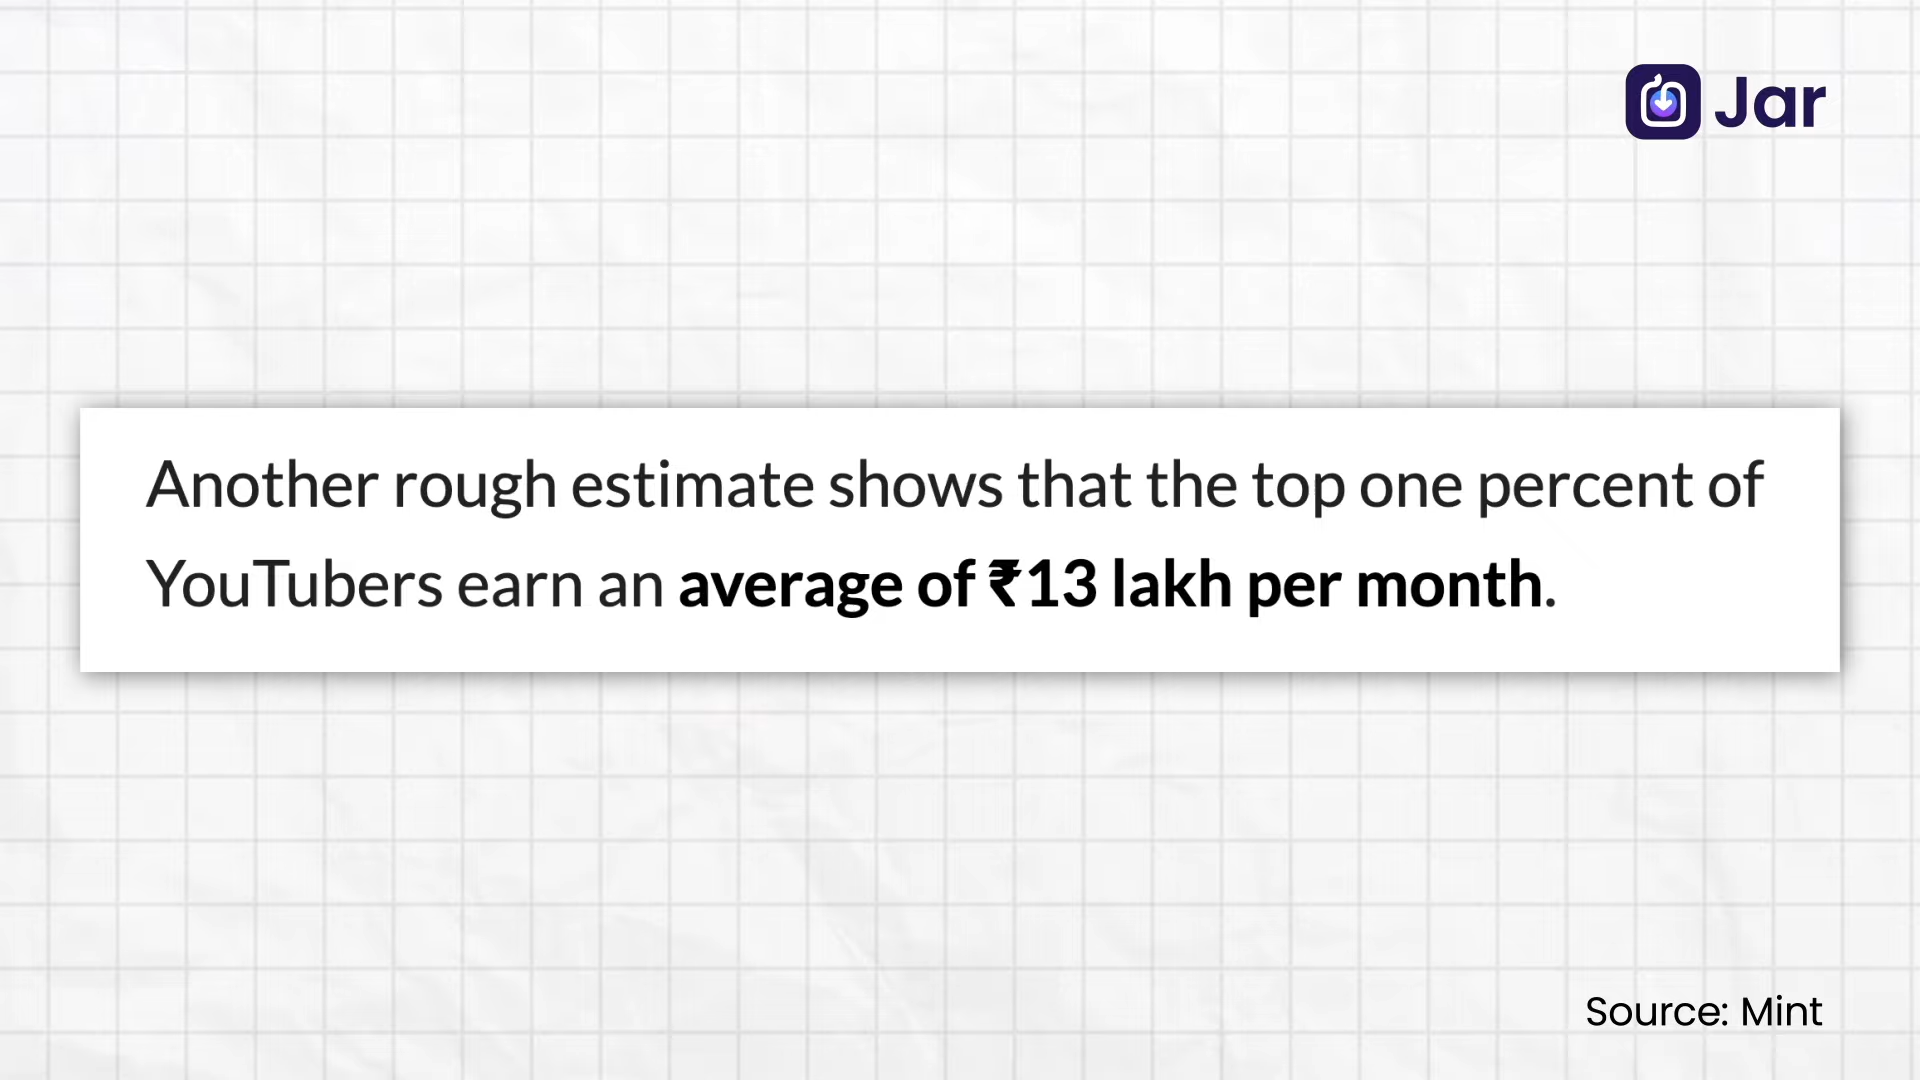 Jar
Another rough estimate shows that the top one percent of
YouTubers earn an average of ₹13 lakh per month.
Source: Mint